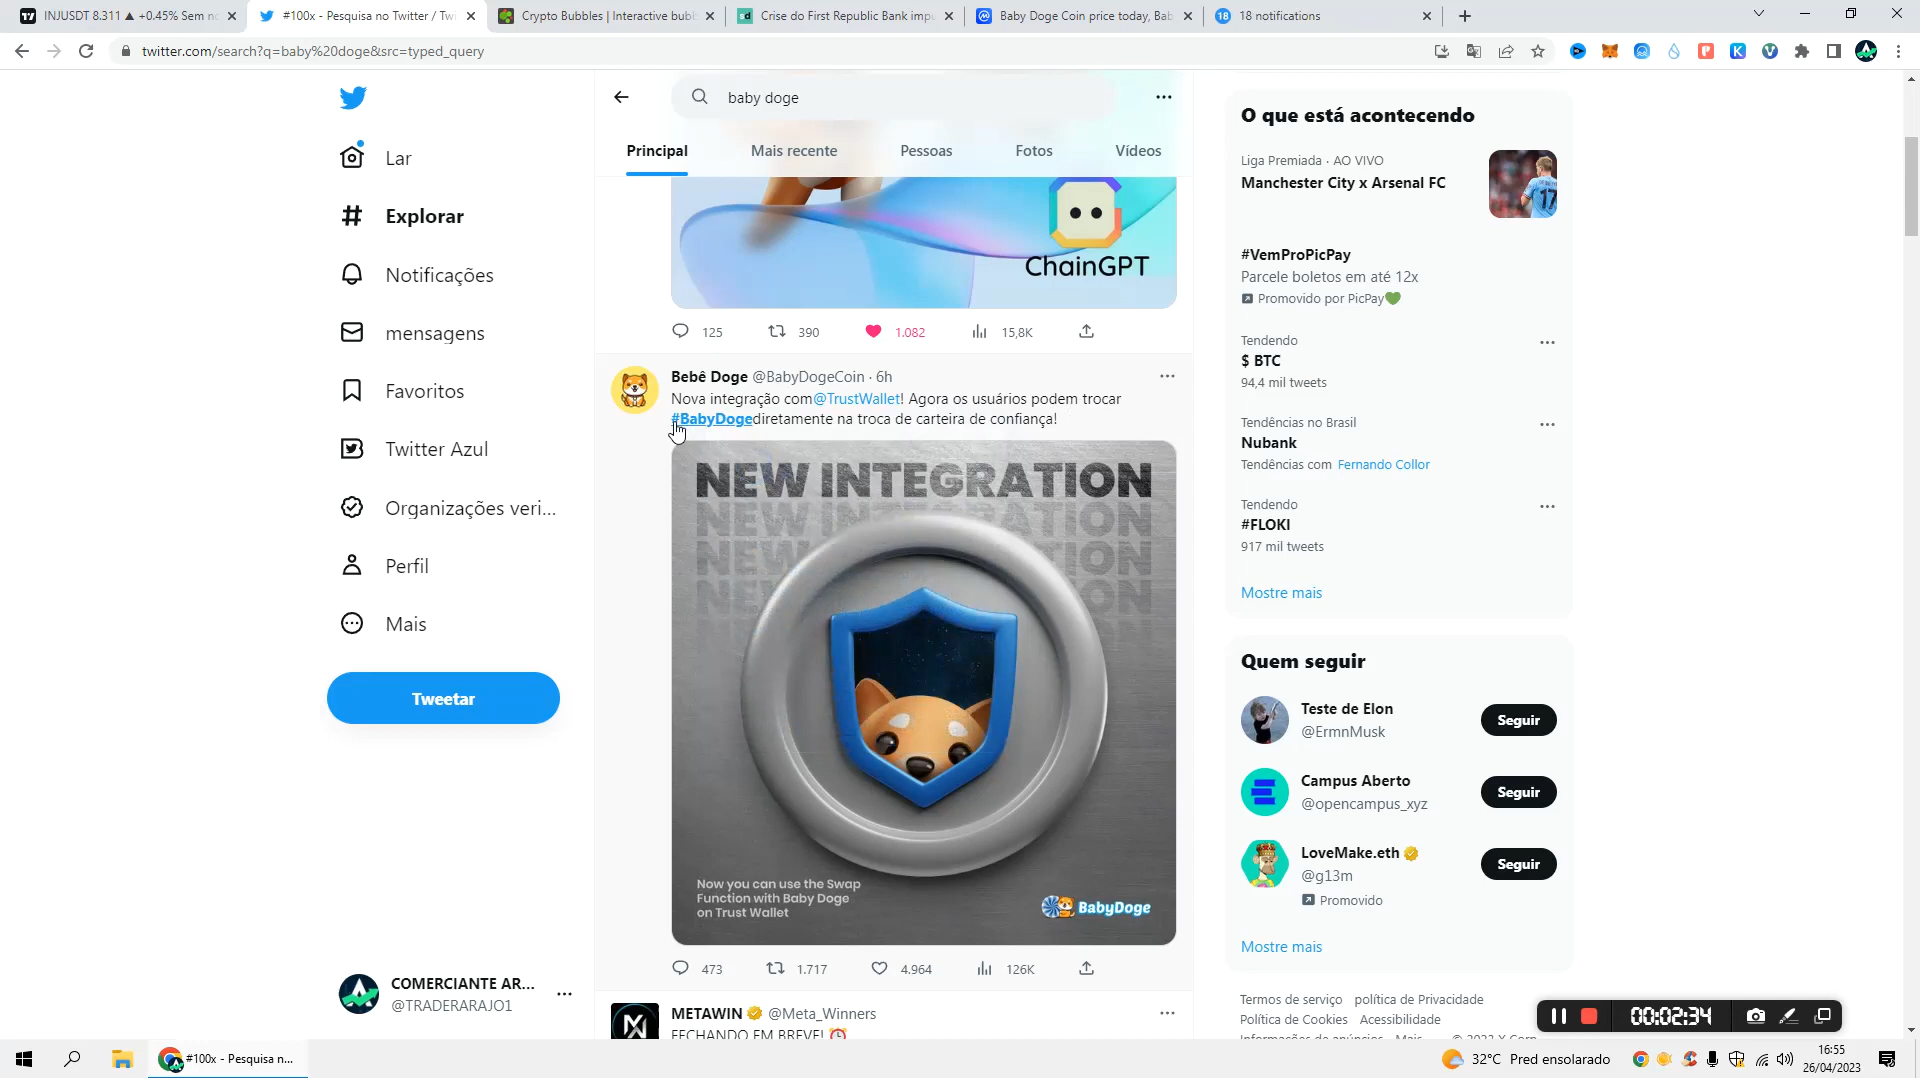 INJUSDT 8.311 ▲ +0.45% Sem no
#100x - Pesquisa no Twitter / Twi
Crypto Bubbles | Interactive bubb
Crise do First Republic Bank impu
Baby Doge Coin price today, Bab
18 notifications
twitter.com/search?q=baby%20doge&src=typed_query
baby doge
Principal
Mais recente
Pessoas
Fotos
Vídeos
Lar
Explorar
Notificações
mensagens
Favoritos
Twitter Azul
Organizações veri...
Perfil
Mais
Tweetar
COMERCIANTE AR...
@TRADERARAJO1
ChainGPT
125
390
1.082
15,8K
Bebê Doge @BabyDogeCoin · 6h
Nova integração com@TrustWallet! Agora os usuários podem trocar
#BabyDogediretamente na troca de carteira de confiança!
NEW INTEGRATION
NEW INTEGRATION
NEW INTEGRATION
NEW INTEGRATION
Now you can use the Swap
Function with Baby Doge
on Trust Wallet
BabyDoge
473
1.717
4.964
126K
METAWIN @Meta_Winners
FECHANDO EM BREVE!
O que está acontecendo
Liga Premiada · AO VIVO
Manchester City x Arsenal FC
17
#VemProPicPay
Parcele boletos em até 12x
Promovido por PicPay
Tendendo
$ BTC
94,4 mil tweets
Tendências no Brasil
Nubank
Tendências com Fernando Collor
Tendendo
#FLOKI
917 mil tweets
Mostre mais
Quem seguir
Teste de Elon
@ErmnMusk
Seguir
Campus Aberto
@opencampus_xyz
Seguir
LoveMake.eth
@g13m
Promovido
Seguir
Mostre mais
Termos de serviço política de Privacidade
Política de Cookies Acessibilidade
Informações de anúncios Mais © 2023 X Corp.
00:02:34
#100x - Pesquisa n...
32°C Pred ensolarado
16:55
26/04/2023